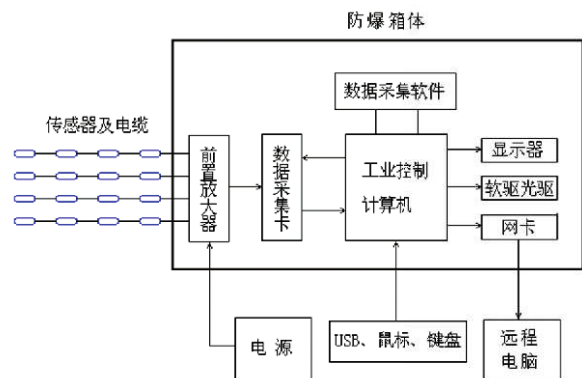 防爆箱体
数据采集软件
传感器及电缆
前置放大器
数据采集卡
工业控制
计算机
显示器
软驱光驱
网卡
电源
USB、鼠标、键盘
远程
电脑